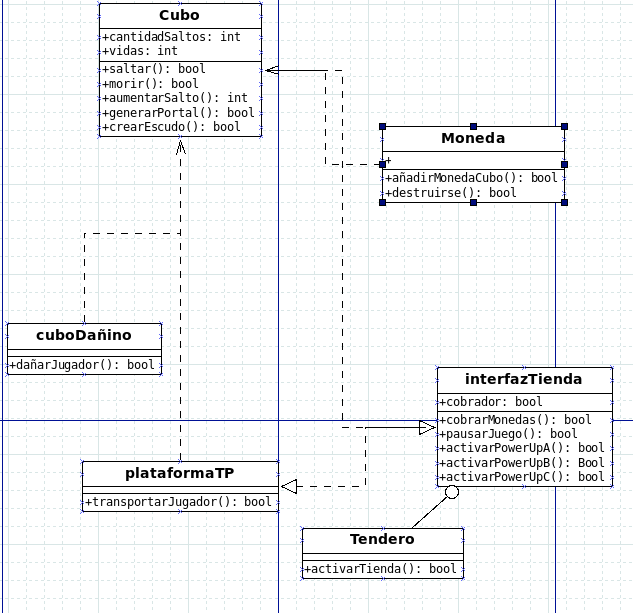 Cubo
+cantidadSaltos: int
+vidas: int
+saltar(): bool
+morir(): bool
+aumentarSalto(): int
+generarPortal(): bool
+crearEscudo(): bool
Moneda
+
+añadirMonedaCubo(): bool
+destruirse(): bool
cuboDañino
+dañarJugador(): bool
interfazTienda
+cobrador: bool
+cobrarMonedas(): bool
+pausarJuego(): bool
+activarPowerUpA(): bool
+activarPowerUpB(): Bool
+activarPowerUpC(): bool
plataformaTP
+transportarJugador(): bool
Tendero
+activarTienda(): bool